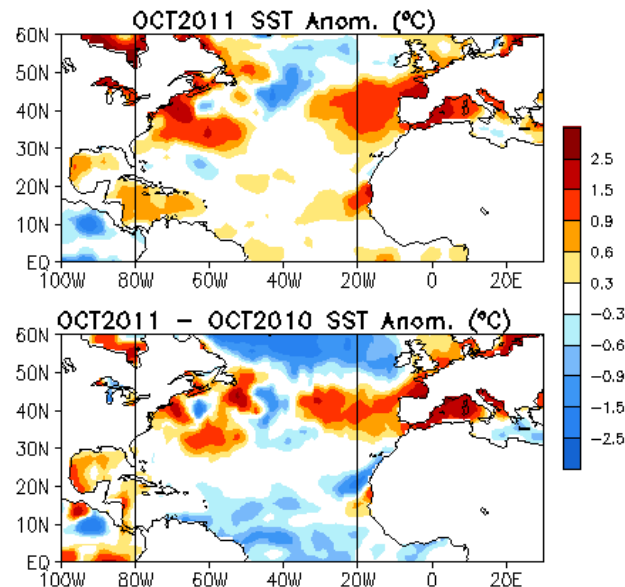 OCT2011 SST Anom. (ºC)
60N
50N
40N
30N
20N
10N
EQ
100W 80W 60W 40W 20W 0 20E
OCT2011 – OCT2010 SST Anom. (ºC)
60N
50N
40N
30N
20N
10N
EQ
100W 80W 60W 40W 20W 0 20E
2.5
1.5
0.9
0.6
0.3
−0.3
−0.6
−0.9
−1.5
−2.5